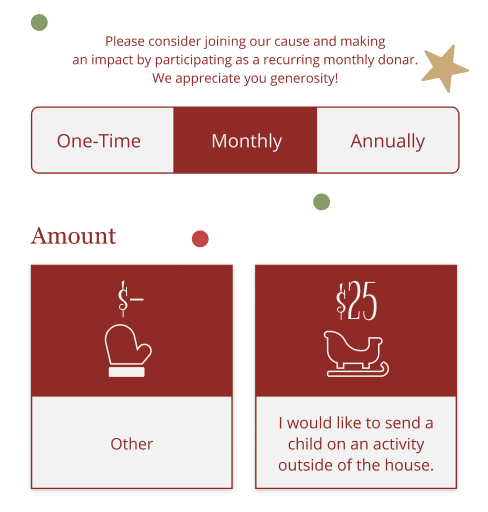 Please consider joining our cause and making
an impact by participating as a recurring monthly donar.
We appreciate you generosity!
One-Time Monthly Annually
Amount
$–
Other
$25
I would like to send a
child on an activity
outside of the house.